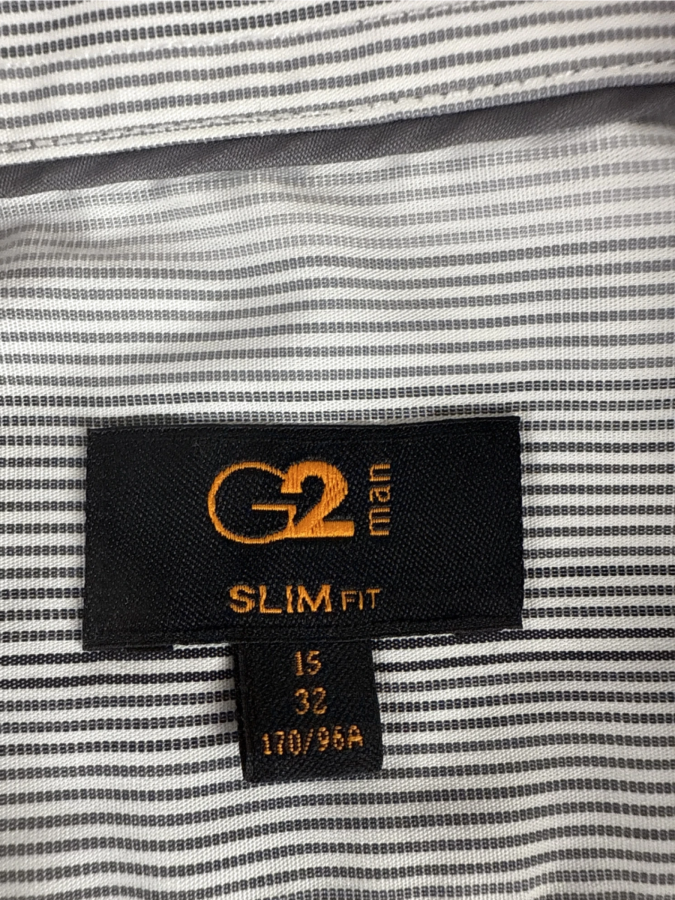 G2 man
SLIM FIT
15
32
170/96A